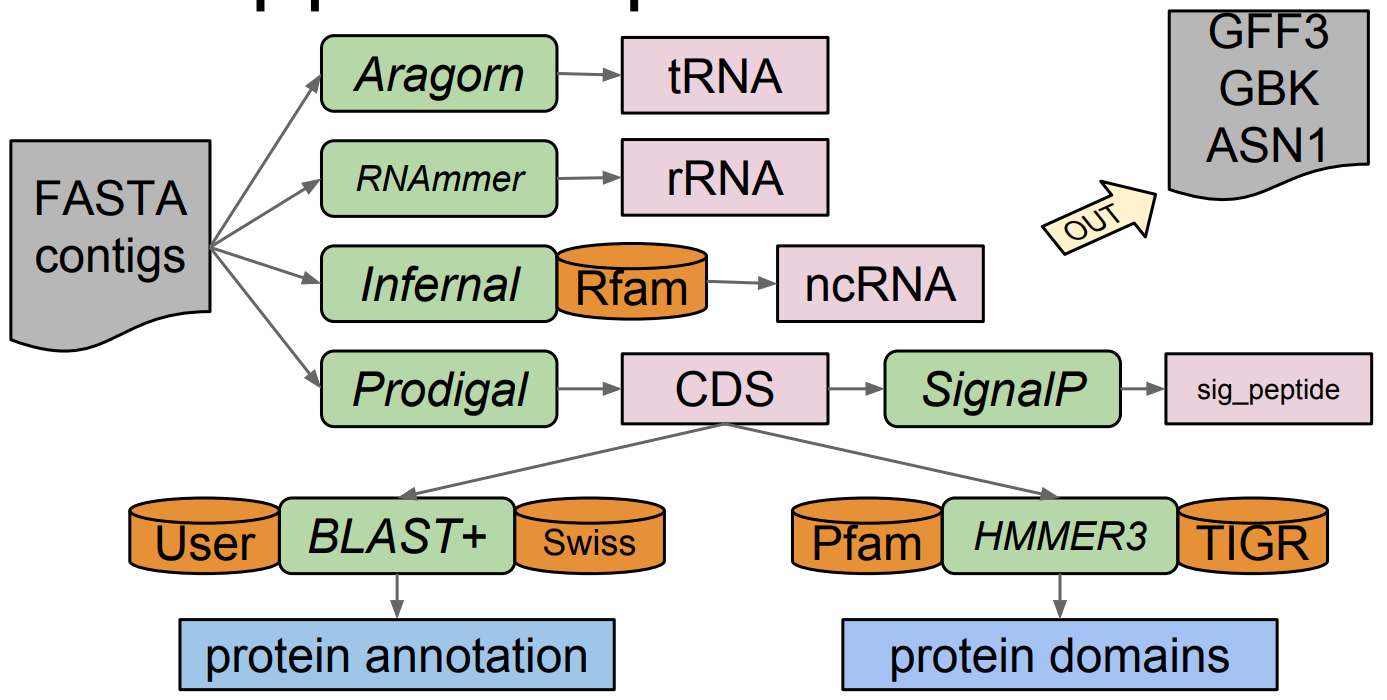 FASTA
contigs
Aragorn
tRNA
RNAmmer
rRNA
Infernal
Rfam
ncRNA
Prodigal
CDS
SignalP
sig_peptide
OUT
GFF3
GBK
ASN1
User
BLAST+
Swiss
Pfam
HMMER3
TIGR
protein annotation
protein domains